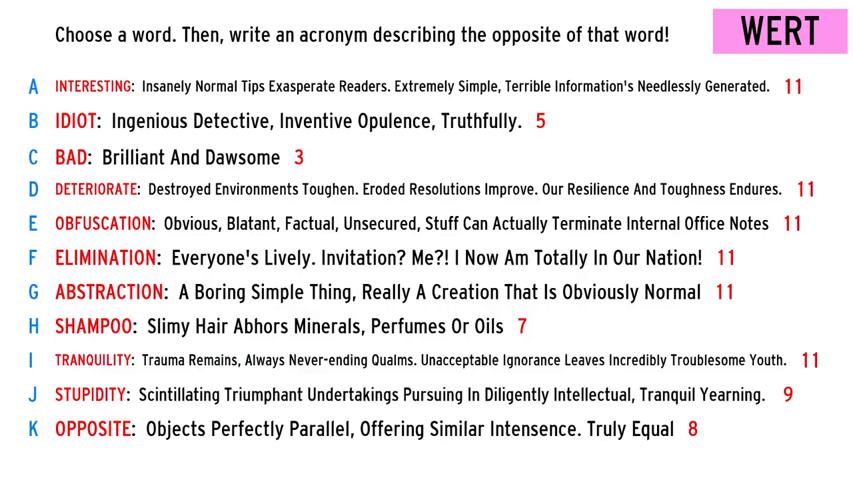 Choose a word. Then, write an acronym describing the opposite of that word!
WERT
A INTERESTING: Insanely Normal Tips Exasperate Readers. Extremely Simple, Terrible Information's Needlessly Generated. 11
B IDIOT: Ingenious Detective, Inventive Opulence, Truthfully. 5
C BAD: Brilliant And Dawsome 3
D DETERIORATE: Destroyed Environments Toughen. Eroded Resolutions Improve. Our Resilience And Toughness Endures. 11
E OBFUSCATION: Obvious, Blatant, Factual, Unsecured, Stuff Can Actually Terminate Internal Office Notes 11
F ELIMINATION: Everyone's Lively. Invitation? Me?! I Now Am Totally In Our Nation! 11
G ABSTRACTION: A Boring Simple Thing, Really A Creation That Is Obviously Normal 11
H SHAMPOO: Slimy Hair Abhors Minerals, Perfumes Or Oils 7
I TRANQUILITY: Trauma Remains, Always Never-ending Qualms. Unacceptable Ignorance Leaves Incredibly Troublesome Youth. 11
J STUPIDITY: Scintillating Triumphant Undertakings Pursuing In Diligently Intellectual, Tranquil Yearning. 9
K OPPOSITE: Objects Perfectly Parallel, Offering Similar Intensence. Truly Equal 8